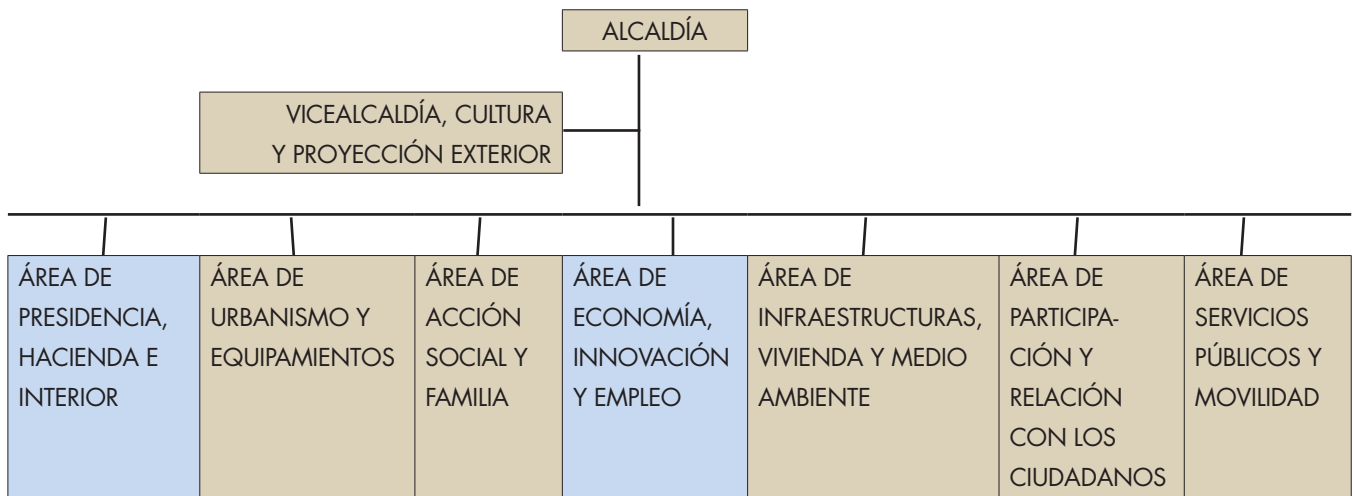 ALCALDÍA
VICEALCALDÍA, CULTURA
Y PROYECCIÓN EXTERIOR
ÁREA DE
PRESIDENCIA,
HACIENDA E
INTERIOR
ÁREA DE
URBANISMO Y
EQUIPAMIENTOS
ÁREA DE
ACCIÓN
SOCIAL Y
FAMILIA
ÁREA DE
ECONOMÍA,
INNOVACIÓN
Y EMPLEO
ÁREA DE
INFRAESTRUCTURAS,
VIVIENDA Y MEDIO
AMBIENTE
ÁREA DE
PARTICIPA-
CIÓN Y
RELACIÓN
CON LOS
CIUDADANOS
ÁREA DE
SERVICIOS
PÚBLICOS Y
MOVILIDAD